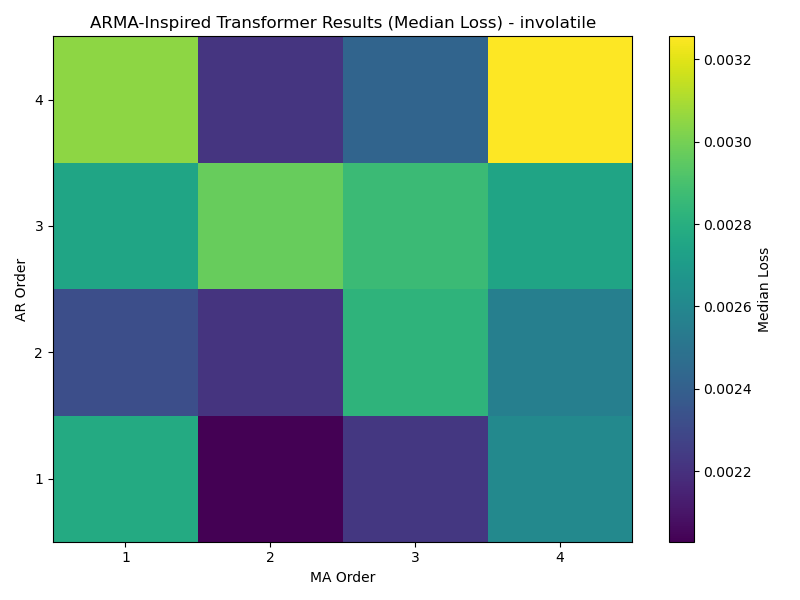 ARMA-Inspired Transformer Results (Median Loss) - involatile
4
3
2
1
AR Order
1 2 3 4
MA Order
0.0032
0.0030
0.0028
0.0026
0.0024
0.0022
Median Loss